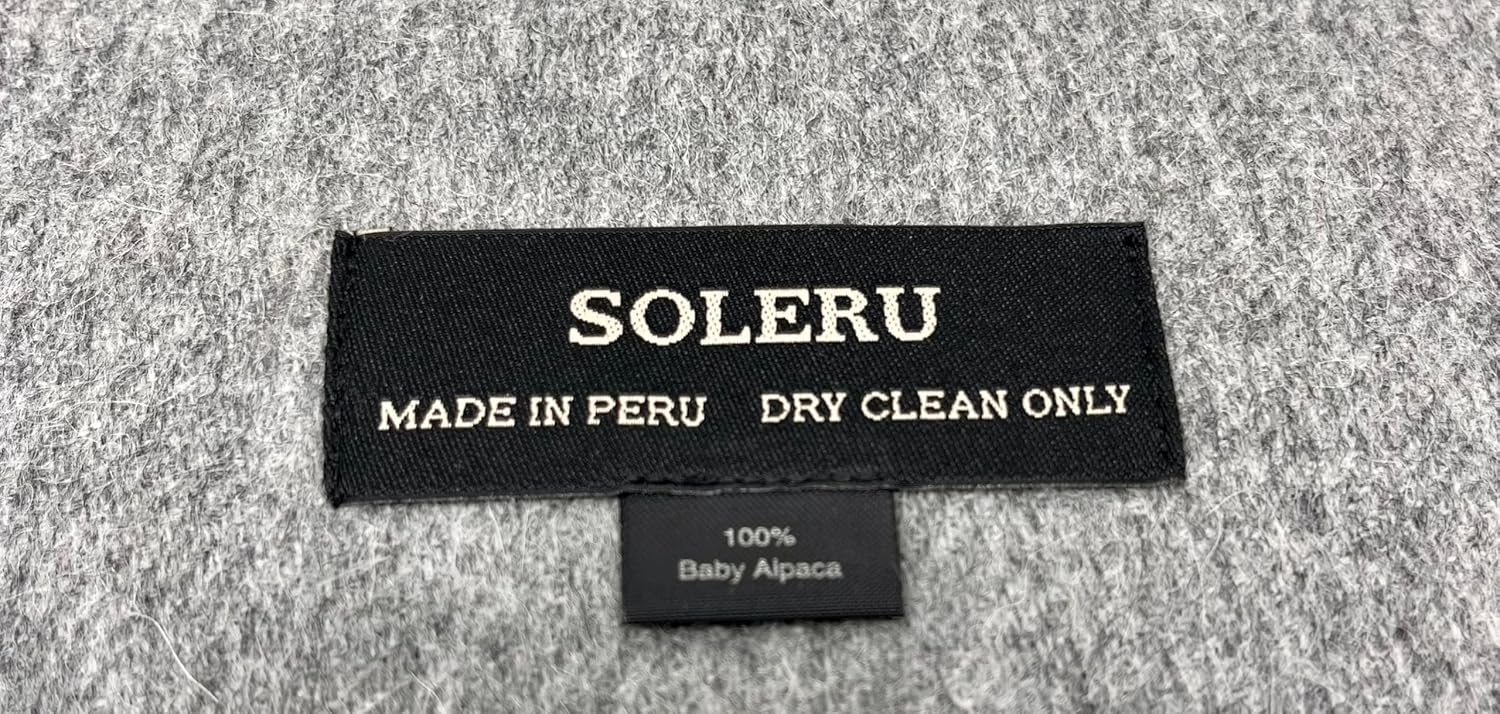 SOLERU
MADE IN PERU DRY CLEAN ONLY
100%
Baby Alpaca